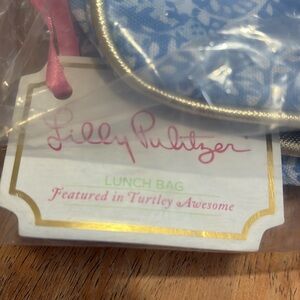 Lilly Pulitzer
LUNCH BAG
Featured in Turtley Awesome